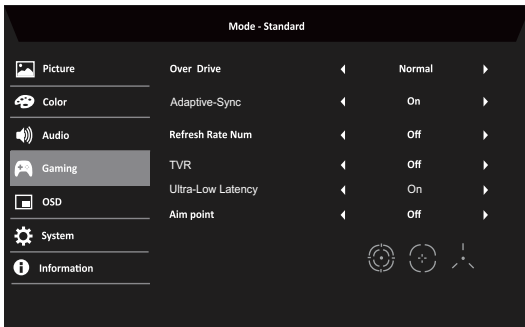 Mode - Standard
Picture
Color
Audio
Gaming
OSD
System
Information
Over Drive Normal
Adaptive-Sync On
Refresh Rate Num Off
TVR Off
Ultra-Low Latency On
Aim point Off